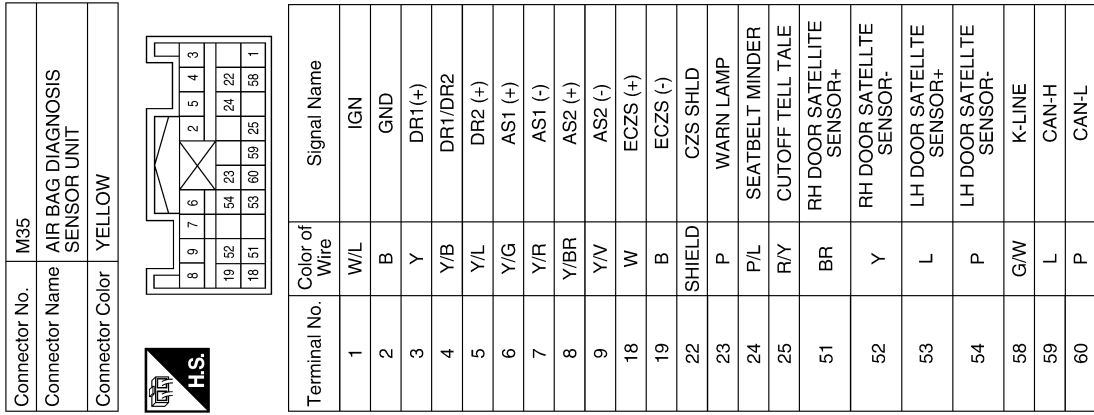 Connector No. M35
Connector Name AIR BAG DIAGNOSIS
SENSOR UNIT
Connector Color YELLOW
H.S.
8 9 7 6 2 5 4 3
19 52 54 23 24 22
18 51 53 60 59 25 58 1
Terminal No. Color of Wire Signal Name
1 W/L IGN
2 B GND
3 Y DR1(+)
4 Y/B DR1/DR2
5 Y/L DR2 (+)
6 Y/G AS1 (+)
7 Y/R AS1 (-)
8 Y/BR AS2 (+)
9 Y/V AS2 (-)
18 W ECZS (+)
19 B ECZS (-)
22 SHIELD CZS SHLD
23 P WARN LAMP
24 P/L SEATBELT MINDER
25 R/Y CUTOFF TELL TALE
51 BR RH DOOR SATELLITE
SENSOR+
52 Y RH DOOR SATELLTE
SENSOR-
53 L LH DOOR SATELLTE
SENSOR+
54 P LH DOOR SATELLTE
SENSOR-
58 G/W K-LINE
59 L CAN-H
60 P CAN-L